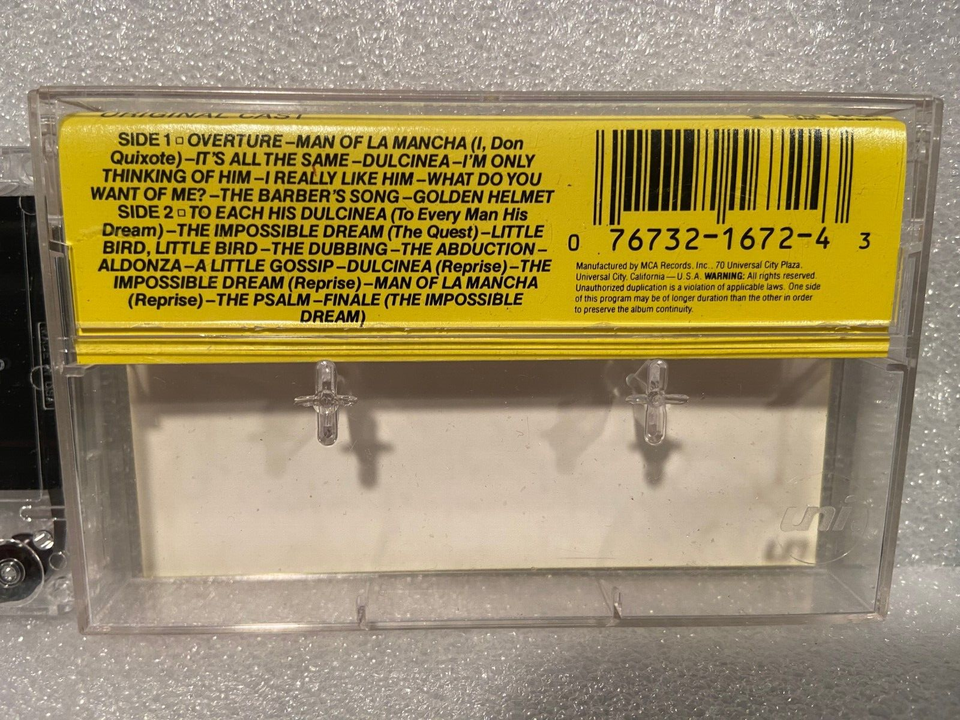 ORIGINAL CAST
SIDE 1 □ OVERTURE–MAN OF LA MANCHA (I, Don
Quixote)–IT'S ALL THE SAME–DULCINEA–I'M ONLY
THINKING OF HIM–I REALLY LIKE HIM–WHAT DO YOU
WANT OF ME?–THE BARBER'S SONG–GOLDEN HELMET
SIDE 2 □ TO EACH HIS DULCINEA (To Every Man His
Dream)–THE IMPOSSIBLE DREAM (The Quest)–LITTLE
BIRD, LITTLE BIRD–THE DUBBING–THE ABDUCTION–
ALDONZA–A LITTLE GOSSIP–DULCINEA (Reprise)–THE
IMPOSSIBLE DREAM (Reprise)–MAN OF LA MANCHA
(Reprise)–THE PSALM–FINALE (THE IMPOSSIBLE
DREAM)
0 76732-1672-4 3
Manufactured by MCA Records, Inc., 70 Universal City Plaza,
Universal City, California — U.S.A. WARNING: All rights reserved.
Unauthorized duplication is a violation of applicable laws. One side
of this program may be of longer duration than the other in order
to preserve the album continuity.